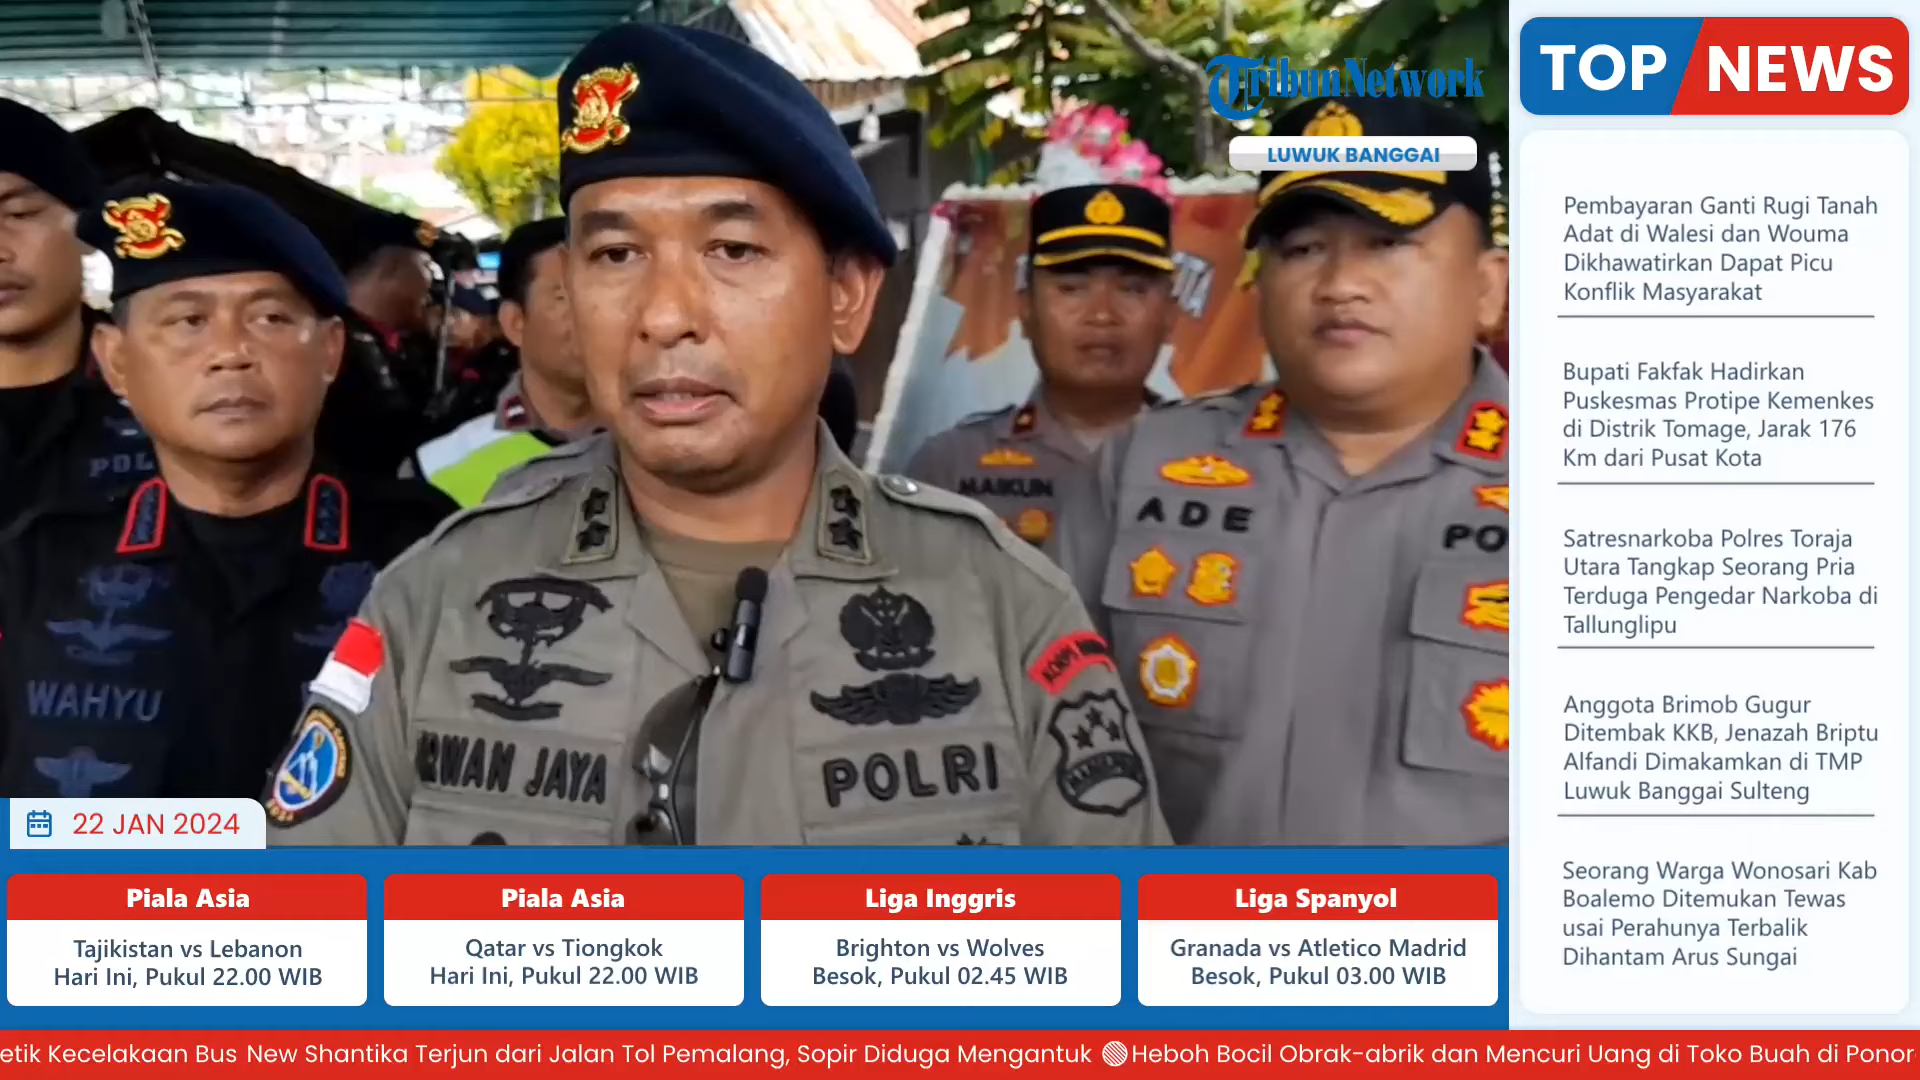 TribunNetwork
LUWUK BANGGAI
TOP NEWS
Pembayaran Ganti Rugi Tanah
Adat di Walesi dan Wouma
Dikhawatirkan Dapat Picu
Konflik Masyarakat
Bupati Fakfak Hadirkan
Puskesmas Protipe Kemenkes
di Distrik Tomage, Jarak 176
Km dari Pusat Kota
Satresnarkoba Polres Toraja
Utara Tangkap Seorang Pria
Terduga Pengedar Narkoba di
Tallunglipu
Anggota Brimob Gugur
Ditembak KKB, Jenazah Briptu
Alfandi Dimakamkan di TMP
Luwuk Banggai Sulteng
Seorang Warga Wonosari Kab
Boalemo Ditemukan Tewas
usai Perahunya Terbalik
Dihantam Arus Sungai
POL
WAHYU
IRWAN JAYA
POLRI
KORPS
ADE
PO
22 JAN 2024
Piala Asia
Tajikistan vs Lebanon
Hari Ini, Pukul 22.00 WIB
Piala Asia
Qatar vs Tiongkok
Hari Ini, Pukul 22.00 WIB
Liga Inggris
Brighton vs Wolves
Besok, Pukul 02.45 WIB
Liga Spanyol
Granada vs Atletico Madrid
Besok, Pukul 03.00 WIB
etik Kecelakaan Bus New Shantika Terjun dari Jalan Tol Pemalang, Sopir Diduga Mengantuk Heboh Bocil Obrak-abrik dan Mencuri Uang di Toko Buah di Ponor